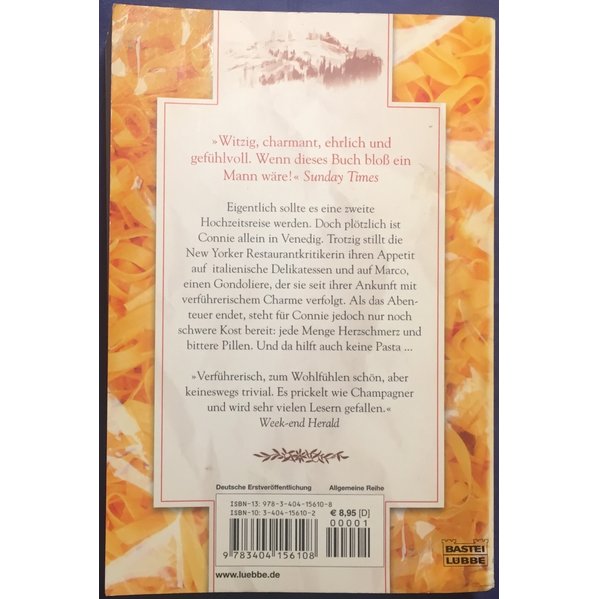 »Witzig, charmant, ehrlich und
gefühlvoll. Wenn dieses Buch bloß ein
Mann wäre!« Sunday Times
Eigentlich sollte es eine zweite
Hochzeitsreise werden. Doch plötzlich ist
Connie allein in Venedig. Trotzig stillt die
New Yorker Restaurantkritikerin ihren Appetit
auf italienische Delikatessen und auf Marco,
einen Gondoliere, der sie seit ihrer Ankunft mit
verführerischem Charme verfolgt. Als das Aben-
teuer endet, steht für Connie jedoch nur noch
schwere Kost bereit: jede Menge Herzschmerz und
bittere Pillen. Und da hilft auch keine Pasta ...
»Verführerisch, zum Wohlfühlen schön, aber
keineswegs trivial. Es prickelt wie Champagner
und wird sehr vielen Lesern gefallen.«
Week-end Herald
Deutsche Erstveröffentlichung Allgemeine Reihe
ISBN-13: 978-3-404-15610-8
ISBN-10: 3-404-15610-2 € 8,95 [D]
00001
9 783404 156108
www.luebbe.de
BASTEI
LÜBBE